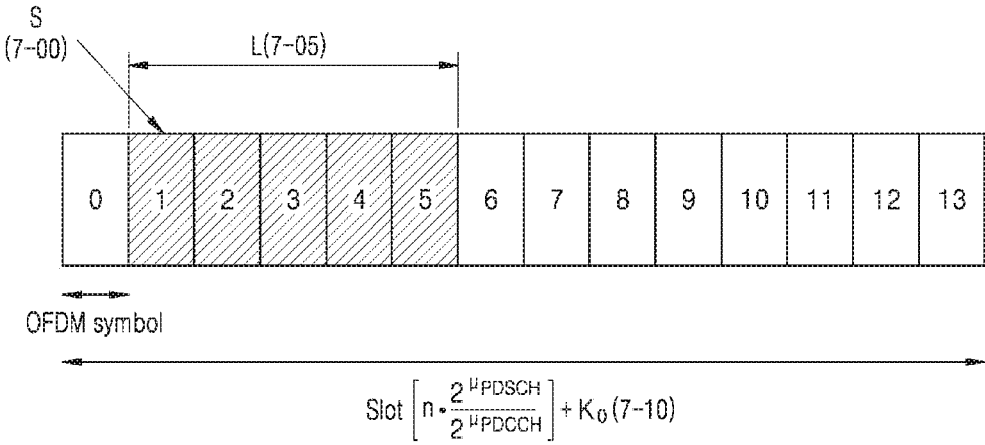 S
(7-00)
L(7-05)
0 1 2 3 4 5 6 7 8 9 10 11 12 13
OFDM symbol
Slot [n • 2^μPDSCH / 2^μPDCCH] + K₀ (7-10)